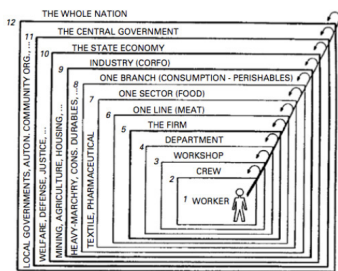 12 THE WHOLE NATION
11 THE CENTRAL GOVERNMENT
10 THE STATE ECONOMY
9 INDUSTRY (CORFO)
8 ONE BRANCH (CONSUMPTION - PERISHABLES)
7 ONE SECTOR (FOOD)
6 ONE LINE (MEAT)
5 THE FIRM
4 DEPARTMENT
3 WORKSHOP
2 CREW
1 WORKER
LOCAL GOVERNMENTS, AUTON. COMMUNITY ORG., ...
WELFARE, DEFENSE, JUSTICE, ...
MINING, AGRICULTURE, HOUSING, ...
HEAVY-MARCHRY, CONS. DURABLES, ...
TEXTILE, PHARMACEUTICAL